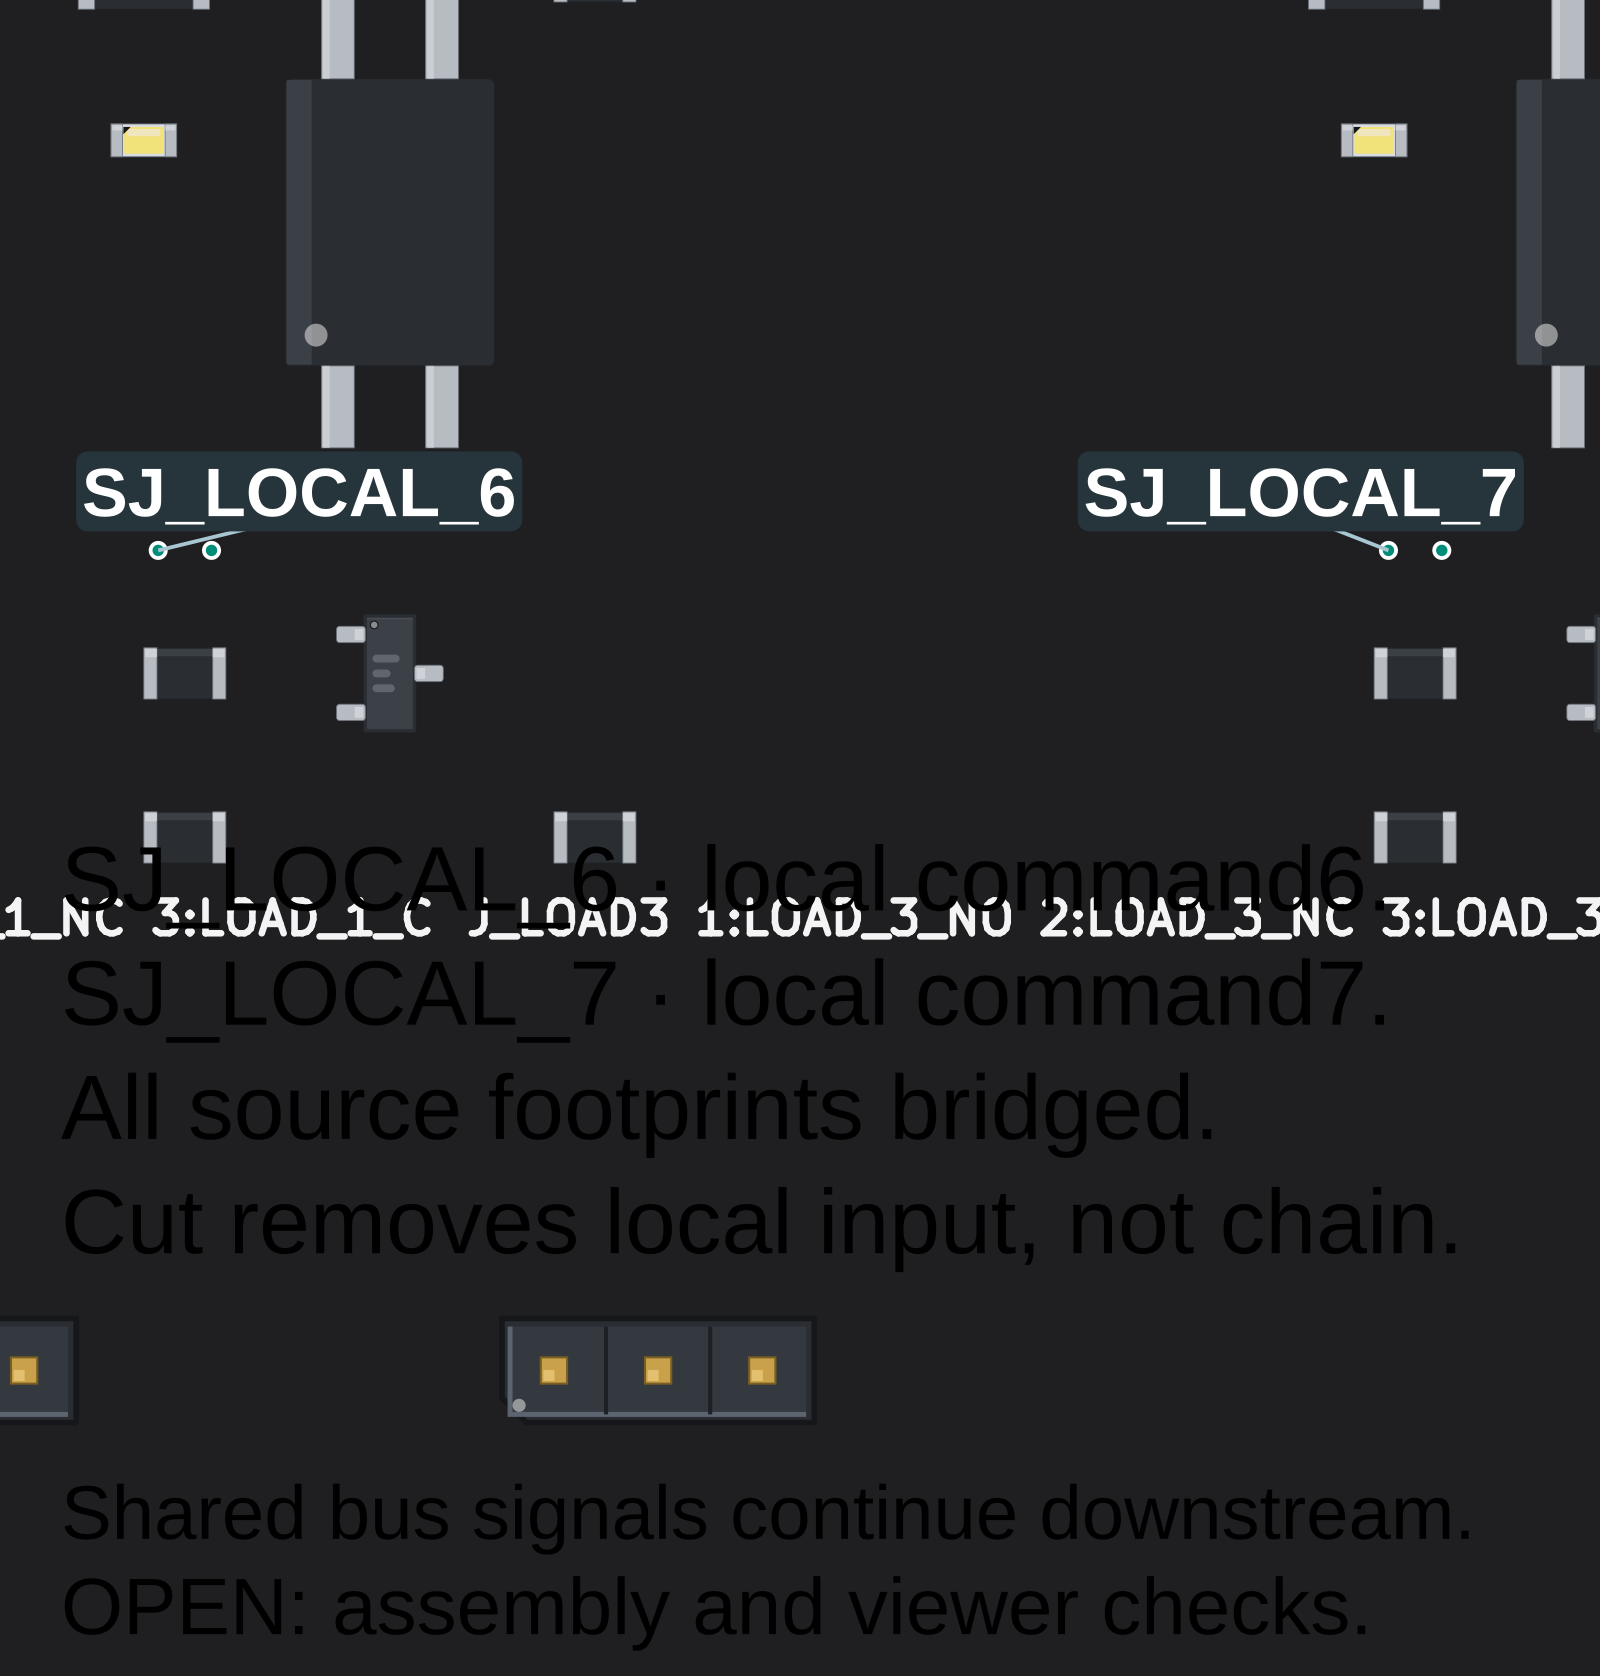 SJ_LOCAL_6 SJ_LOCAL_7
SJ_LOCAL_6 · local command6.
_1_NC 3:LOAD_1_C J_LOAD3 1:LOAD_3_NO 2:LOAD_3_NC 3:LOAD_3
SJ_LOCAL_7 · local command7.
All source footprints bridged.
Cut removes local input, not chain.
Shared bus signals continue downstream.
OPEN: assembly and viewer checks.